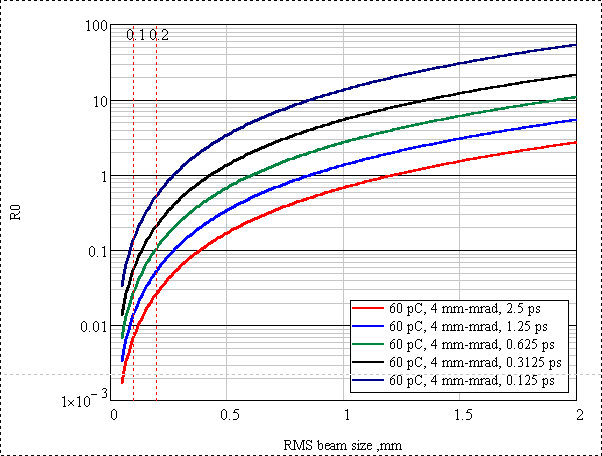 100
0.1 0.2
10
1
R0
0.1
0.01
1×10⁻³
60 pC, 4 mm-mrad, 2.5 ps
60 pC, 4 mm-mrad, 1.25 ps
60 pC, 4 mm-mrad, 0.625 ps
60 pC, 4 mm-mrad, 0.3125 ps
60 pC, 4 mm-mrad, 0.125 ps
0 0.5 1 1.5 2
RMS beam size ,mm